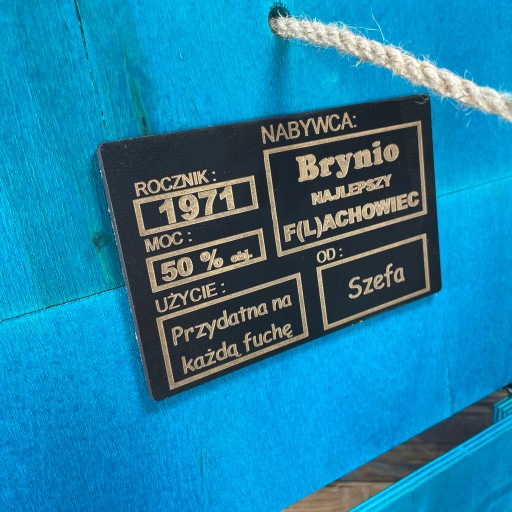 NABYWCA:
Brynio
NAJLEPSZY
F(L)ACHOWIEC
ROCZNIK:
1971
MOC:
50 % obj.
UŻYCIE:
Przydatna na
każdą fuchę
OD:
Szefa